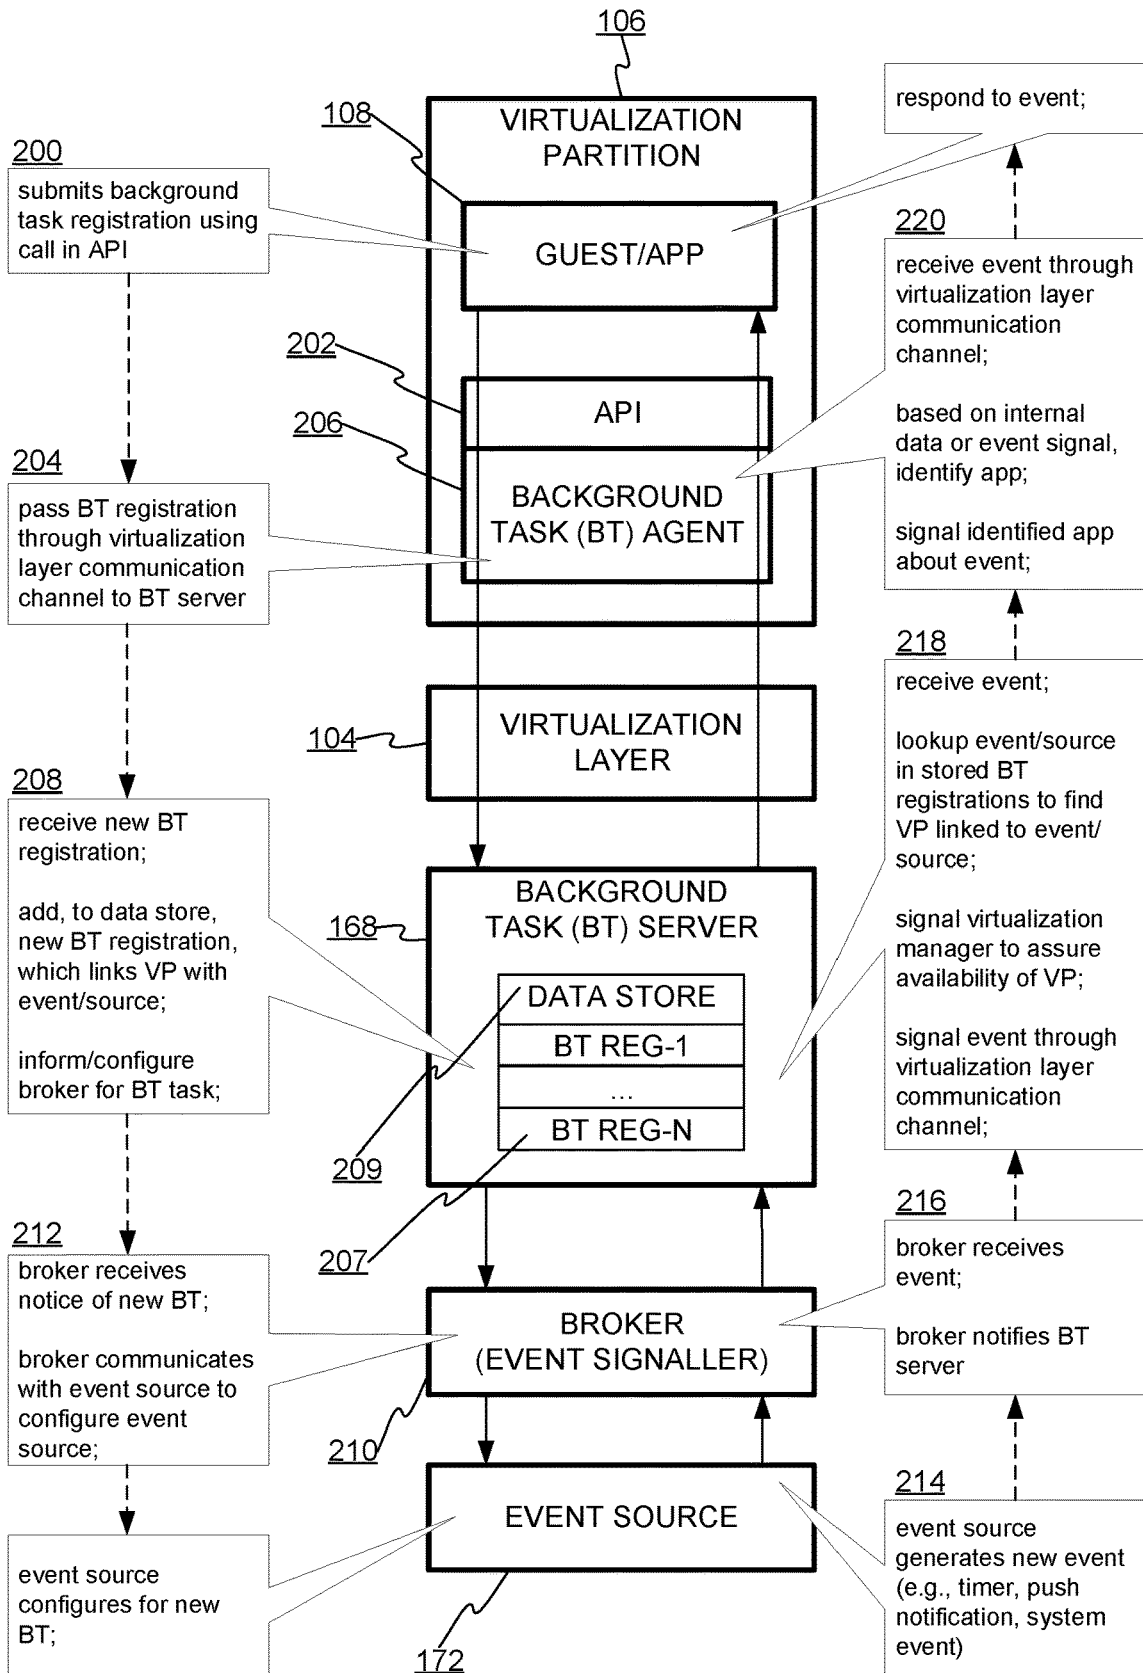 106
VIRTUALIZATION
PARTITION
108
GUEST/APP
202
API
206
BACKGROUND
TASK (BT) AGENT
104
VIRTUALIZATION
LAYER
168
BACKGROUND
TASK (BT) SERVER
DATA STORE
BT REG-1
...
BT REG-N
209
207
BROKER
(EVENT SIGNALLER)
210
EVENT SOURCE
172
200
submits background
task registration using
call in API
204
pass BT registration
through virtualization
layer communication
channel to BT server
208
receive new BT
registration;
add, to data store,
new BT registration,
which links VP with
event/source;
inform/configure
broker for BT task;
212
broker receives
notice of new BT;
broker communicates
with event source to
configure event
source;
event source
configures for new
BT;
214
event source
generates new event
(e.g., timer, push
notification, system
event)
216
broker receives
event;
broker notifies BT
server
218
receive event;
lookup event/source
in stored BT
registrations to find
VP linked to event/
source;
signal virtualization
manager to assure
availability of VP;
signal event through
virtualization layer
communication
channel;
220
receive event through
virtualization layer
communication
channel;
based on internal
data or event signal,
identify app;
signal identified app
about event;
respond to event;